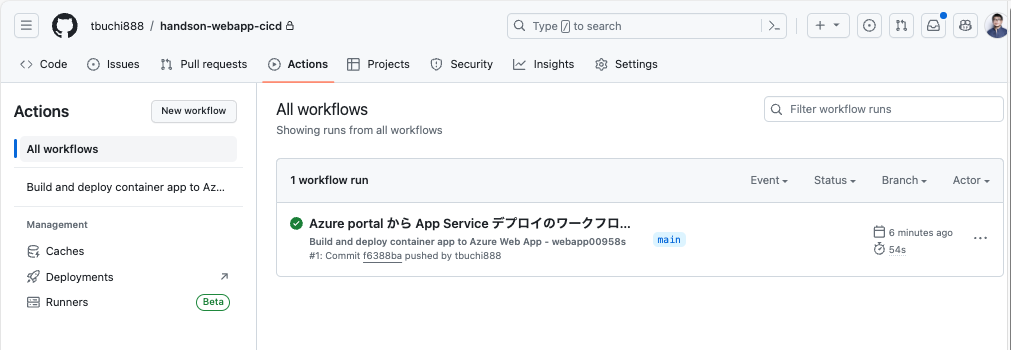 tbuchi888 / handson-webapp-cicd
Type / to search
Code
Issues
Pull requests
Actions
Projects
Security
Insights
Settings
Actions
New workflow
All workflows
Build and deploy container app to Az...
Management
Caches
Deployments
Runners
Beta
All workflows
Showing runs from all workflows
Filter workflow runs
1 workflow run
Event
Status
Branch
Actor
Azure portal から App Service デプロイのワークフロ...
Build and deploy container app to Azure Web App - webapp00958s
#1: Commit f6388ba pushed by tbuchi888
main
6 minutes ago
54s